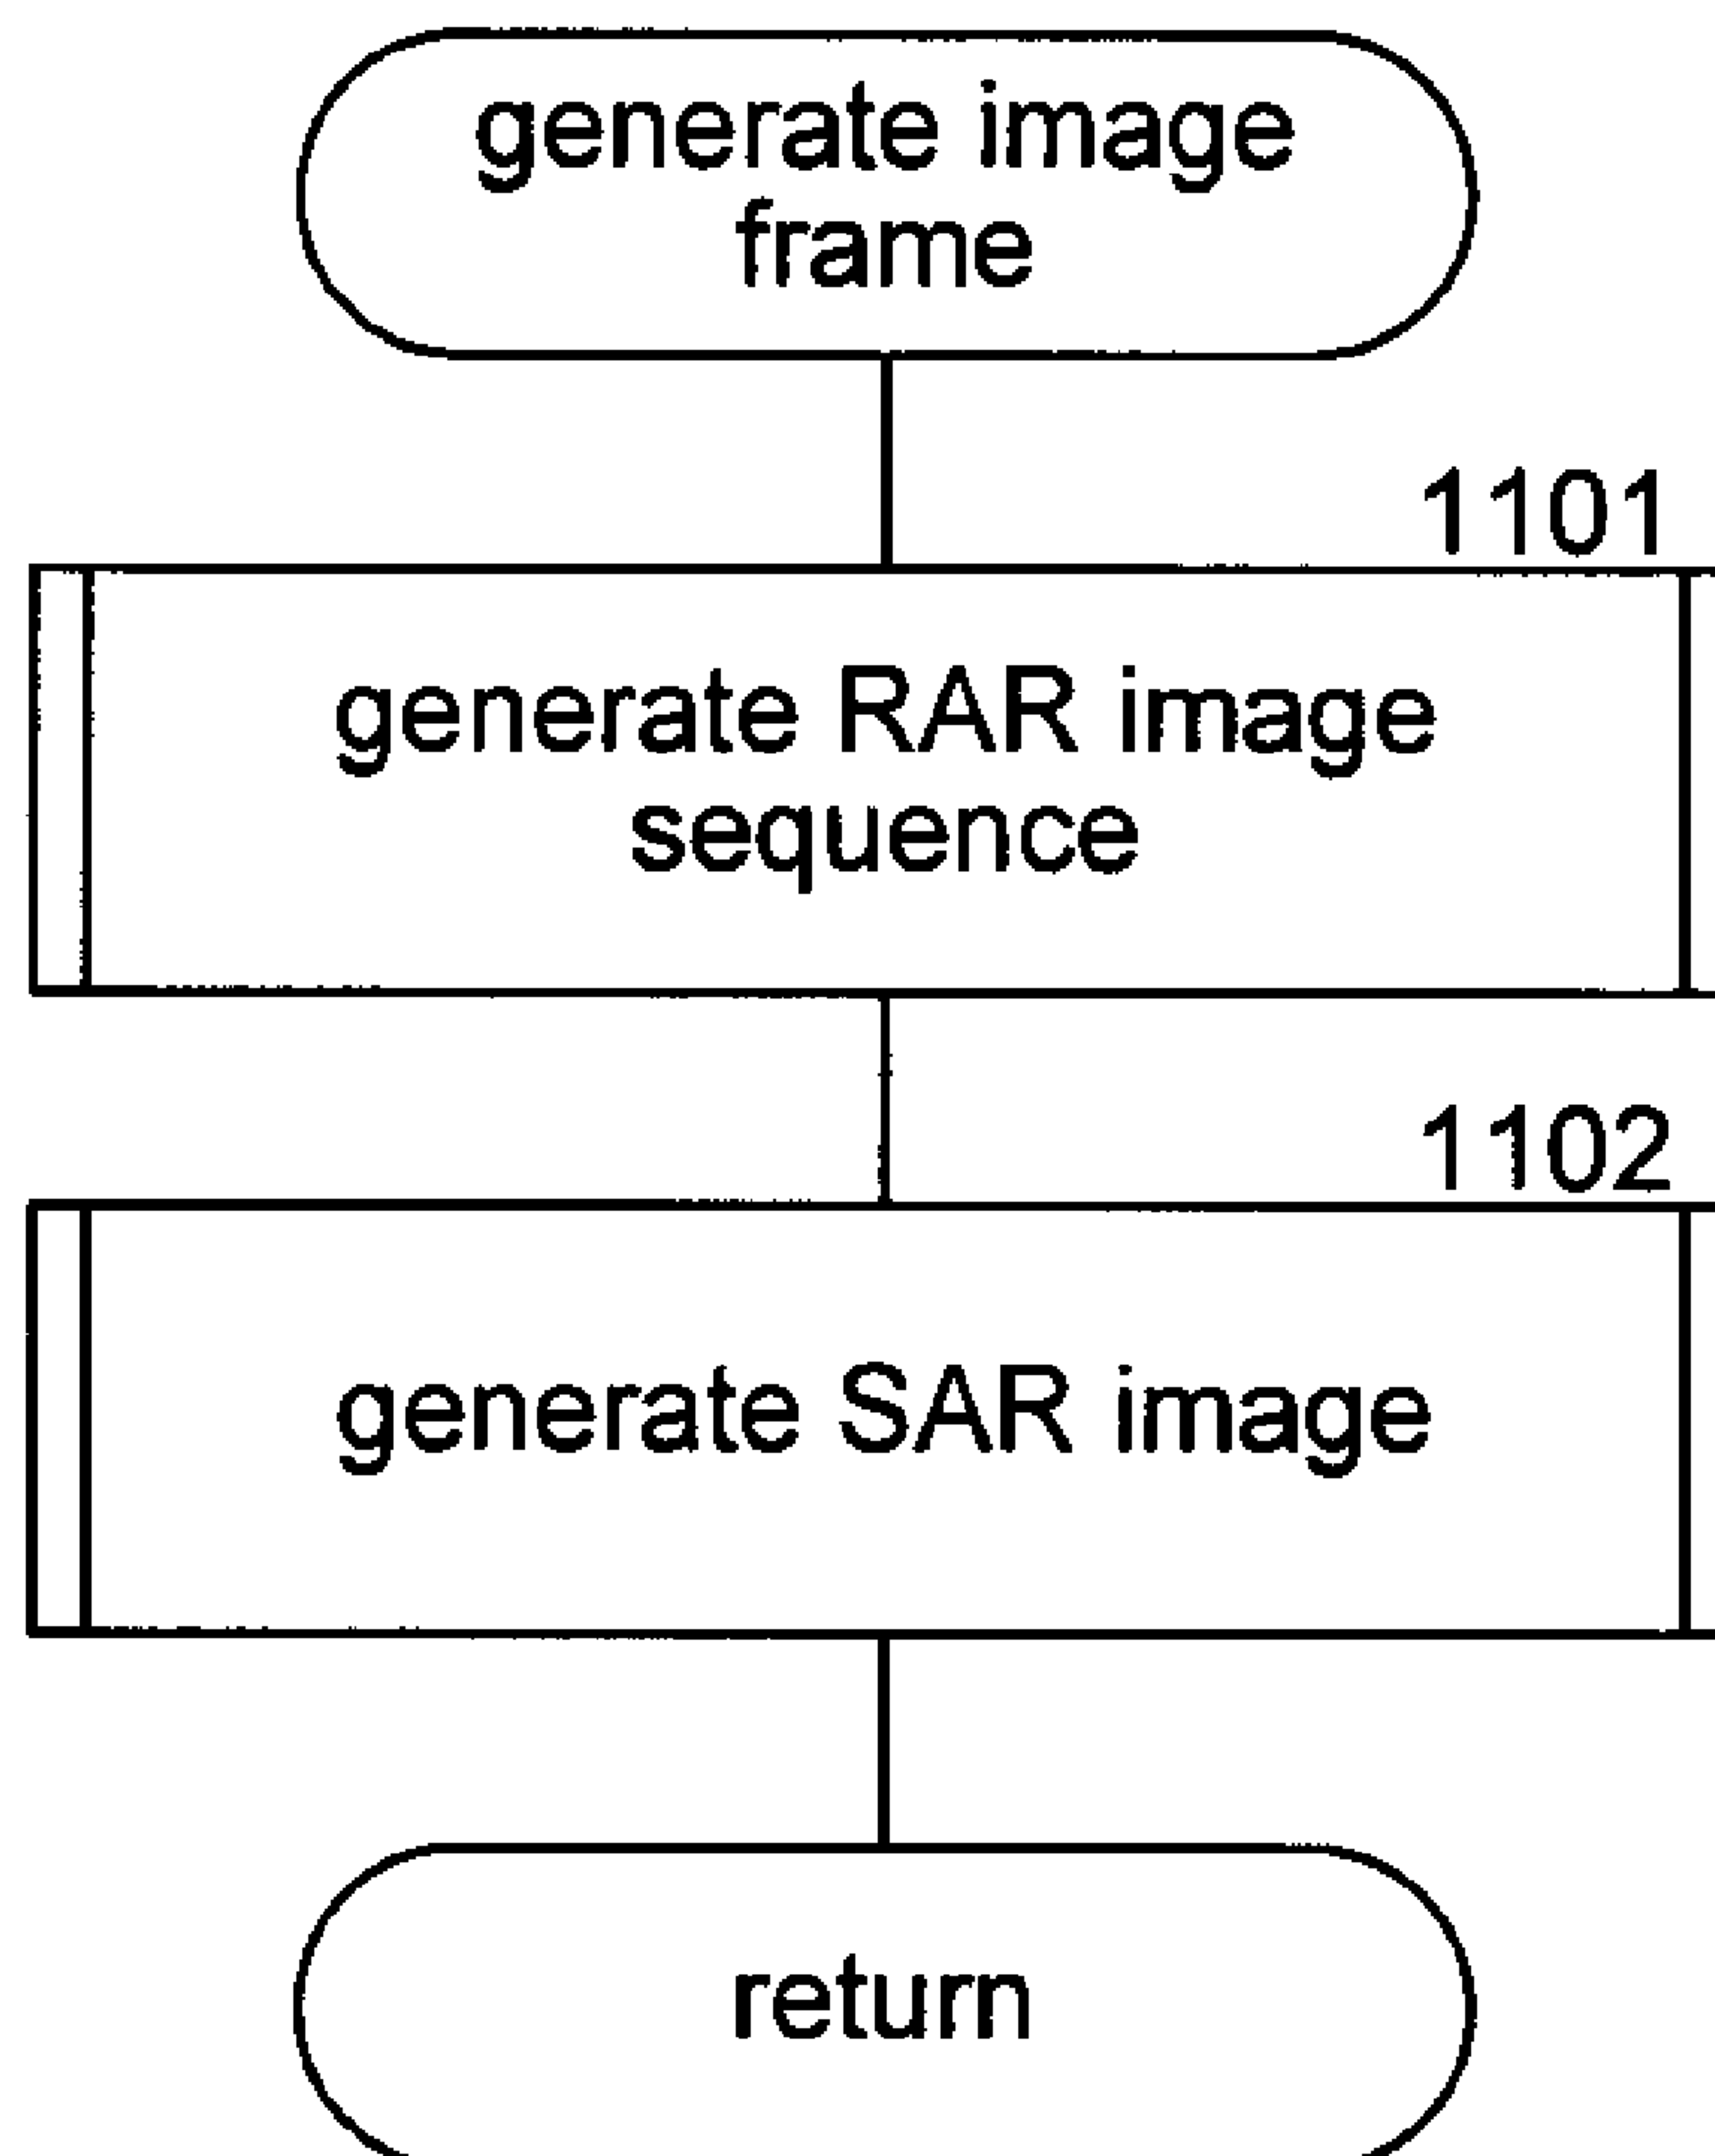 generate image
frame
1101
generate RAR image
sequence
1102
generate SAR image
return